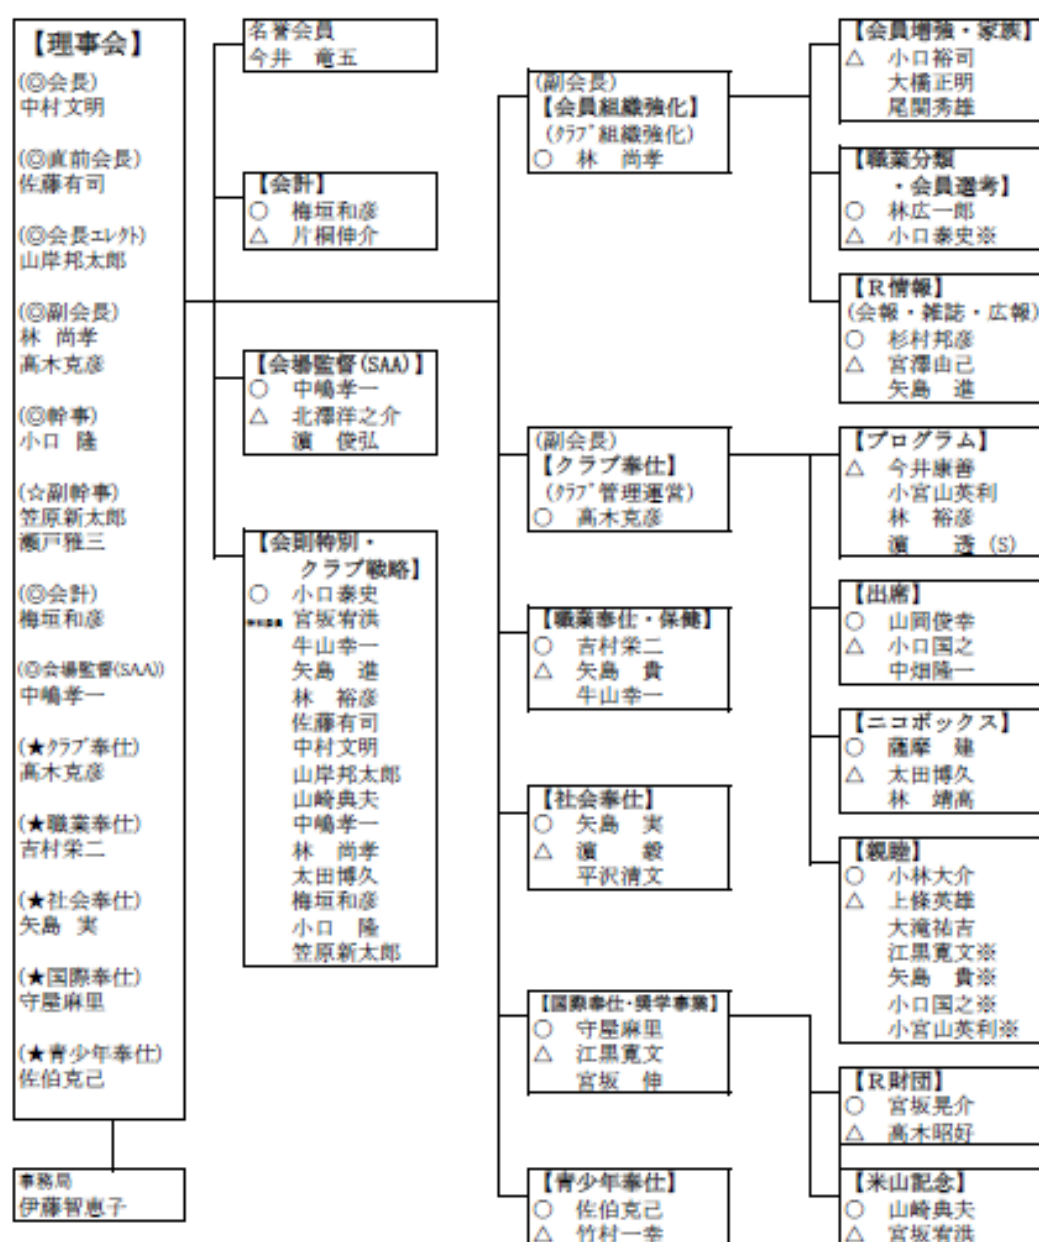 【理事会】
(◎会長)
中村文明
(◎直前会長)
佐藤有司
(◎会長エレクト)
山岸邦太郎
(◎副会長)
林　尚孝
髙木克彦
(◎幹事)
小口　隆
(☆副幹事)
笠原新太郎
瀬戸雅三
(◎会計)
梅垣和彦
(◎会場監督(SAA))
中嶋孝一
(★クラブ奉仕)
髙木克彦
(★職業奉仕)
吉村栄二
(★社会奉仕)
矢島　実
(★国際奉仕)
守屋麻里
(★青少年奉仕)
佐伯克己
事務局
伊藤智恵子
名誉会員
今井　竜五
【会計】
○　梅垣和彦
△　片桐伸介
【会場監督(SAA)】
○　中嶋孝一
△　北澤洋之介
濵　俊弘
【会則特別・
クラブ戦略】
○　小口泰史
宮坂宥洪
牛山幸一
矢島　進
林　裕彦
佐藤有司
中村文明
山岸邦太郎
山崎典夫
中嶋孝一
林　尚孝
太田博久
梅垣和彦
小口　隆
笠原新太郎
(副会長)
【会員組織強化】
(クラブ組織強化)
○　林　尚孝
(副会長)
【クラブ奉仕】
(クラブ管理運営)
○　髙木克彦
【職業奉仕・保健】
○　吉村栄二
△　矢島　貴
牛山幸一
【社会奉仕】
○　矢島　実
△　濵　毅
平沢清文
【国際奉仕・奨学事業】
○　守屋麻里
△　江黒寛文
宮坂　伸
【青少年奉仕】
○　佐伯克己
△　竹村一幸
【会員増強・家族】
△　小口裕司
大橋正明
尾関秀雄
【職業分類
・会員選考】
○　林広一郎
△　小口泰史※
【Ｒ情報】
(会報・雑誌・広報)
○　杉村邦彦
△　宮澤由己
矢島　進
【プログラム】
△　今井康善
小宮山英利
林　裕彦
濵　透 (S)
【出席】
○　山岡俊幸
△　小口国之
中畑隆一
【ニコボックス】
○　薩摩　建
△　太田博久
林　靖高
【親睦】
○　小林大介
△　上條英雄
大滝祐吉
江黒寛文※
矢島　貴※
小口国之※
小宮山英利※
【Ｒ財団】
○　宮坂晃介
△　髙木昭好
【米山記念】
○　山崎典夫
△　宮坂宥洪